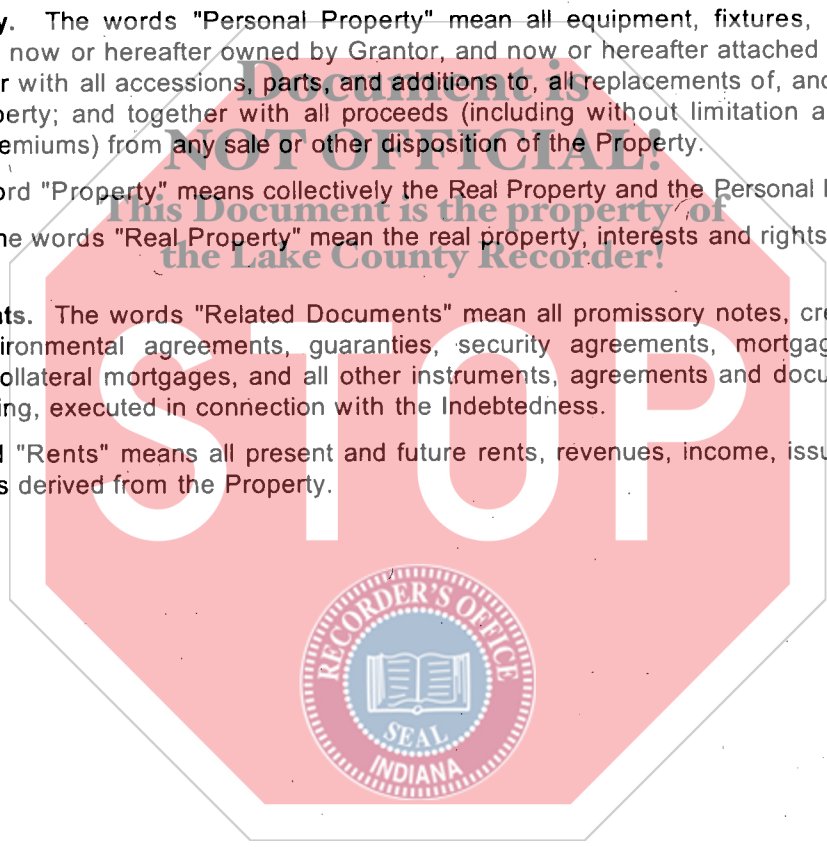 y. The words "Personal Property" mean all equipment, fixtures,
now or hereafter owned by Grantor, and now or hereafter attached
r with all accessions, parts, and additions to, all replacements of, and
perty; and together with all proceeds (including without limitation a
emiums) from any sale or other disposition of the Property.
ord "Property" means collectively the Real Property and the Personal
he words "Real Property" mean the real property, interests and rights,
nts. The words "Related Documents" mean all promissory notes, cre
vironmental agreements, guaranties, security agreements, mortgag
ollateral mortgages, and all other instruments, agreements and docu
ing, executed in connection with the Indebtedness.
"Rents" means all present and future rents, revenues, income, issu
s derived from the Property.
Document is
NOT OFFICIAL!
This Document is the property of
the Lake County Recorder!
STOP
RECORDER'S OFFICE
SEAL
INDIANA